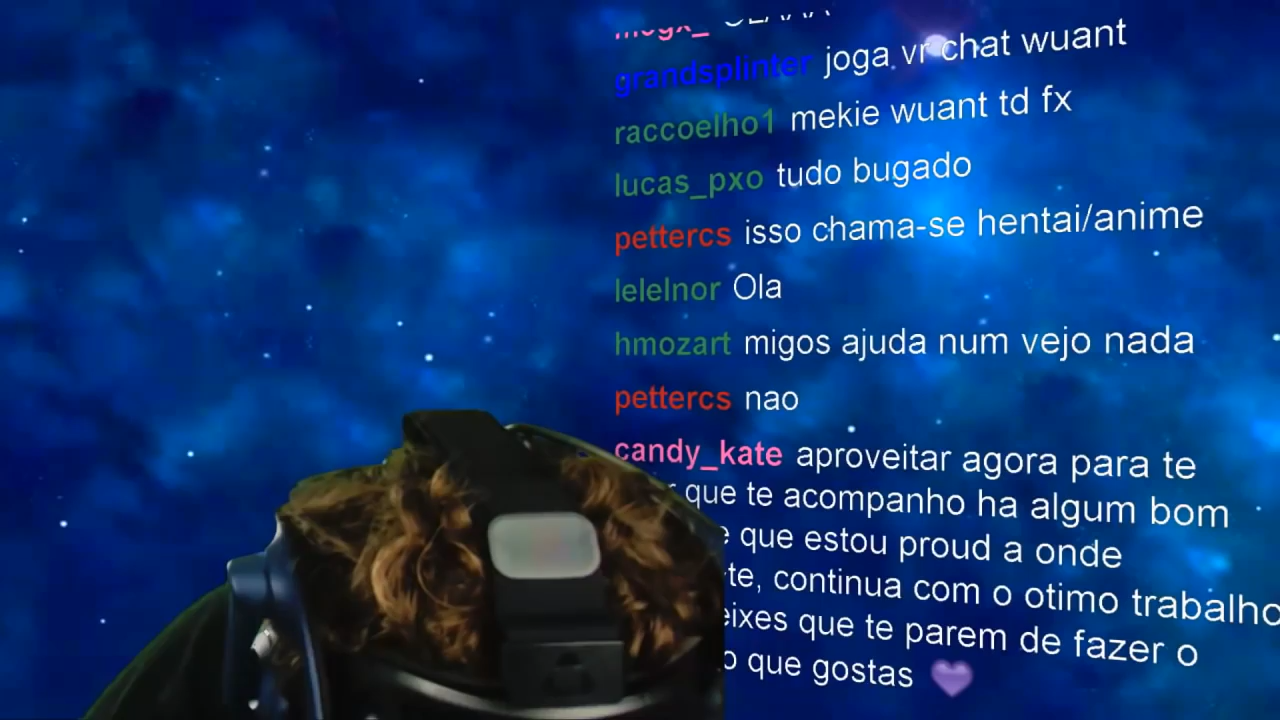 grandsplinter joga vr chat wuant
raccoelho1 mekie wuant td fx
lucas_pxo tudo bugado
pettercs isso chama-se hentai/anime
lelelnor Ola
hmozart migos ajuda num vejo nada
pettercs nao
candy_kate aproveitar agora para te
que te acompanho ha algum bom
que estou proud a onde
continua com o otimo trabalho
que te parem de fazer o
que gostas 💜